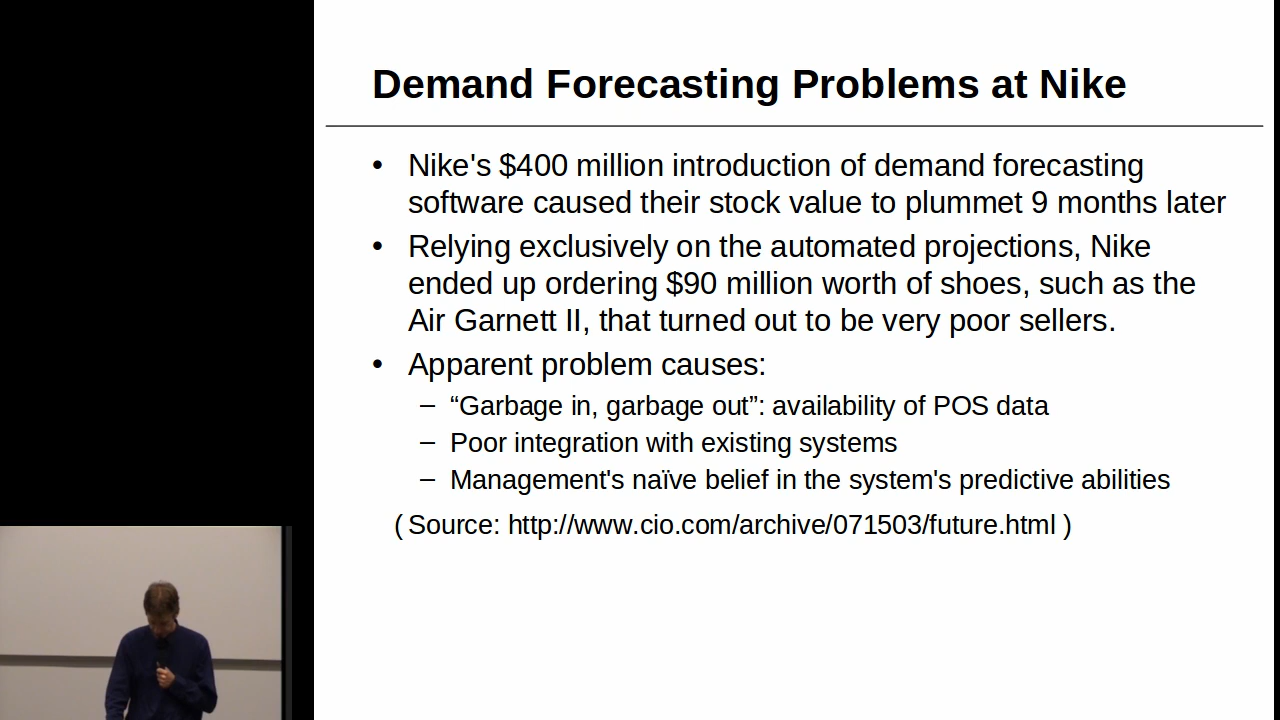 Demand Forecasting Problems at Nike
• Nike's $400 million introduction of demand forecasting
software caused their stock value to plummet 9 months later
• Relying exclusively on the automated projections, Nike
ended up ordering $90 million worth of shoes, such as the
Air Garnett II, that turned out to be very poor sellers.
• Apparent problem causes:
– “Garbage in, garbage out”: availability of POS data
– Poor integration with existing systems
– Management's naïve belief in the system's predictive abilities
( Source: http://www.cio.com/archive/071503/future.html )